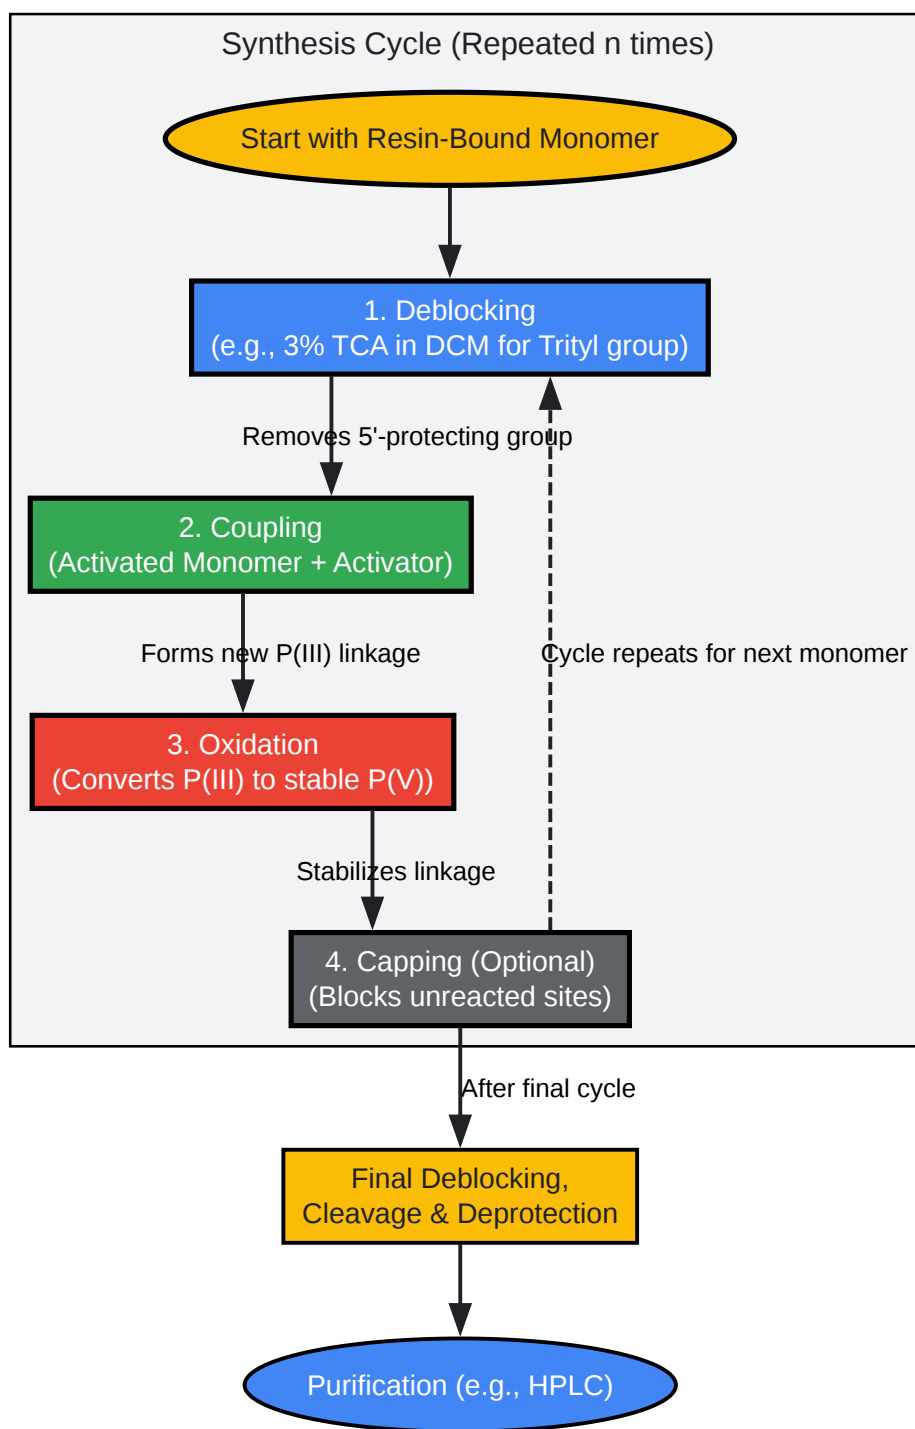 Synthesis Cycle (Repeated n times)
Start with Resin-Bound Monomer
1. Deblocking
(e.g., 3% TCA in DCM for Trityl group)
Removes 5'-protecting group
2. Coupling
(Activated Monomer + Activator)
Forms new P(III) linkage
Cycle repeats for next monomer
3. Oxidation
(Converts P(III) to stable P(V))
Stabilizes linkage
4. Capping (Optional)
(Blocks unreacted sites)
After final cycle
Final Deblocking,
Cleavage & Deprotection
Purification (e.g., HPLC)